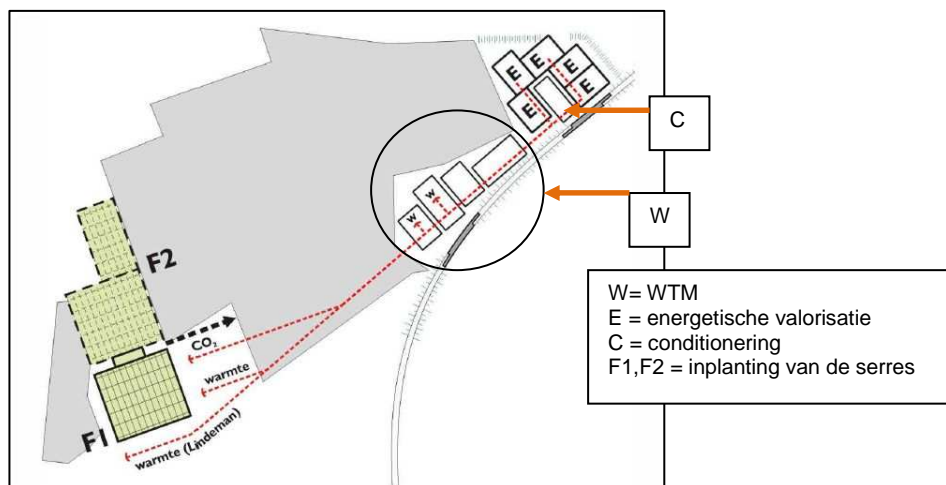 E
E
E
E
E
C
W
W
W
F2
CO₂
warmte
F1
warmte (Lindeman)
W= WTM
E = energetische valorisatie
C = conditionering
F1,F2 = inplanting van de serres